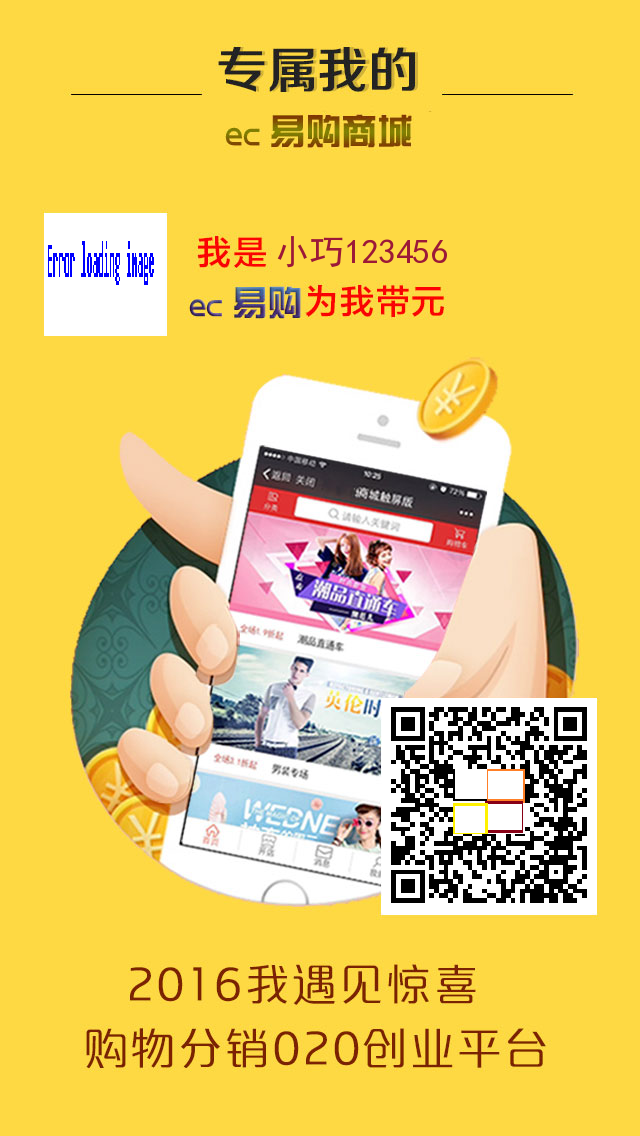 专属我的
ec 易购商城
Error loading image
我是 小巧123456
ec 易购为我带元
中国移动 10:25 72%
返回 关闭 商城触屏版
分类 请输入关键词 购物车
潮品直通车
全场1.9折起 潮品直通车
英伦时
全场3.1折起 男装专场
WEDNE
首页 开店 消息
2016我遇见惊喜
购物分销020创业平台